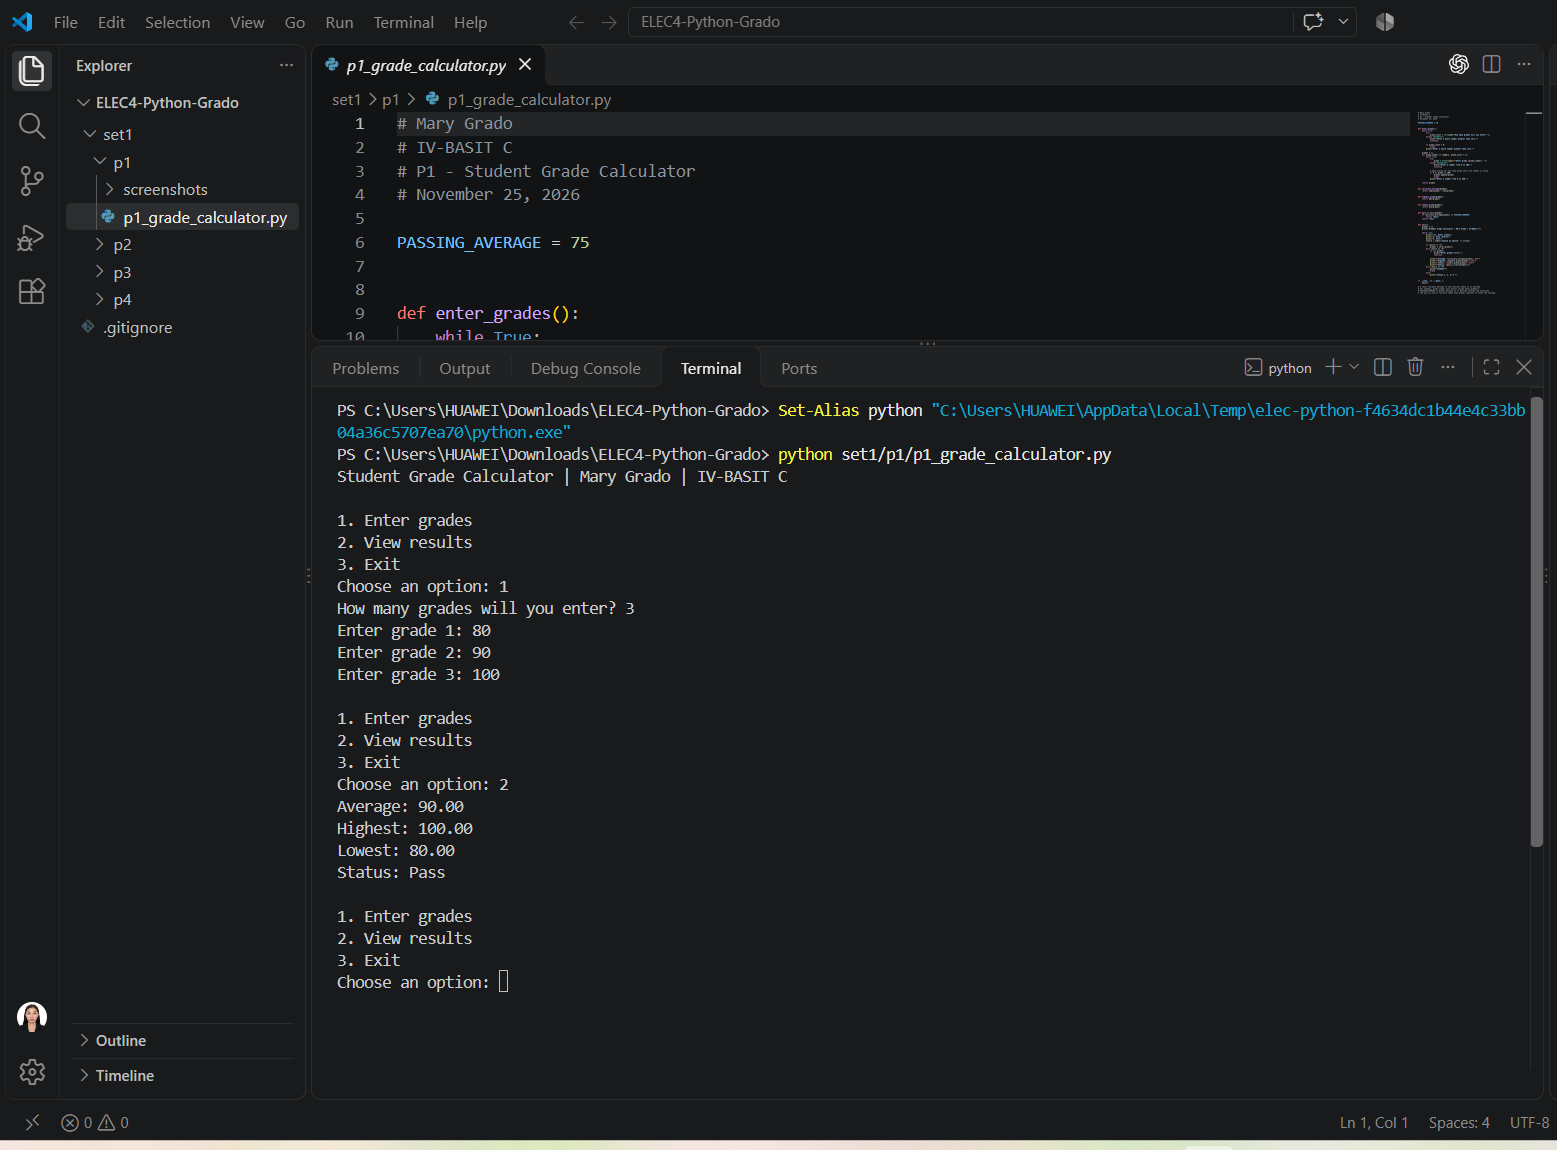 File Edit Selection View Go Run Terminal Help
ELEC4-Python-Grado
Explorer
ELEC4-Python-Grado
set1
p1
screenshots
p1_grade_calculator.py
p2
p3
p4
.gitignore
Outline
Timeline
p1_grade_calculator.py
set1 > p1 > p1_grade_calculator.py
1 # Mary Grado
2 # IV-BASIT C
3 # P1 - Student Grade Calculator
4 # November 25, 2026
5
6 PASSING_AVERAGE = 75
7
8
9 def enter_grades():
10 while True:
Problems Output Debug Console Terminal Ports
python
PS C:\Users\HUAWEI\Downloads\ELEC4-Python-Grado> Set-Alias python "C:\Users\HUAWEI\AppData\Local\Temp\elec-python-f4634dc1b44e4c33bb
04a36c5707ea70\python.exe"
PS C:\Users\HUAWEI\Downloads\ELEC4-Python-Grado> python set1/p1/p1_grade_calculator.py
Student Grade Calculator | Mary Grado | IV-BASIT C
1. Enter grades
2. View results
3. Exit
Choose an option: 1
How many grades will you enter? 3
Enter grade 1: 80
Enter grade 2: 90
Enter grade 3: 100
1. Enter grades
2. View results
3. Exit
Choose an option: 2
Average: 90.00
Highest: 100.00
Lowest: 80.00
Status: Pass
1. Enter grades
2. View results
3. Exit
Choose an option:
0 0
Ln 1, Col 1 Spaces: 4 UTF-8